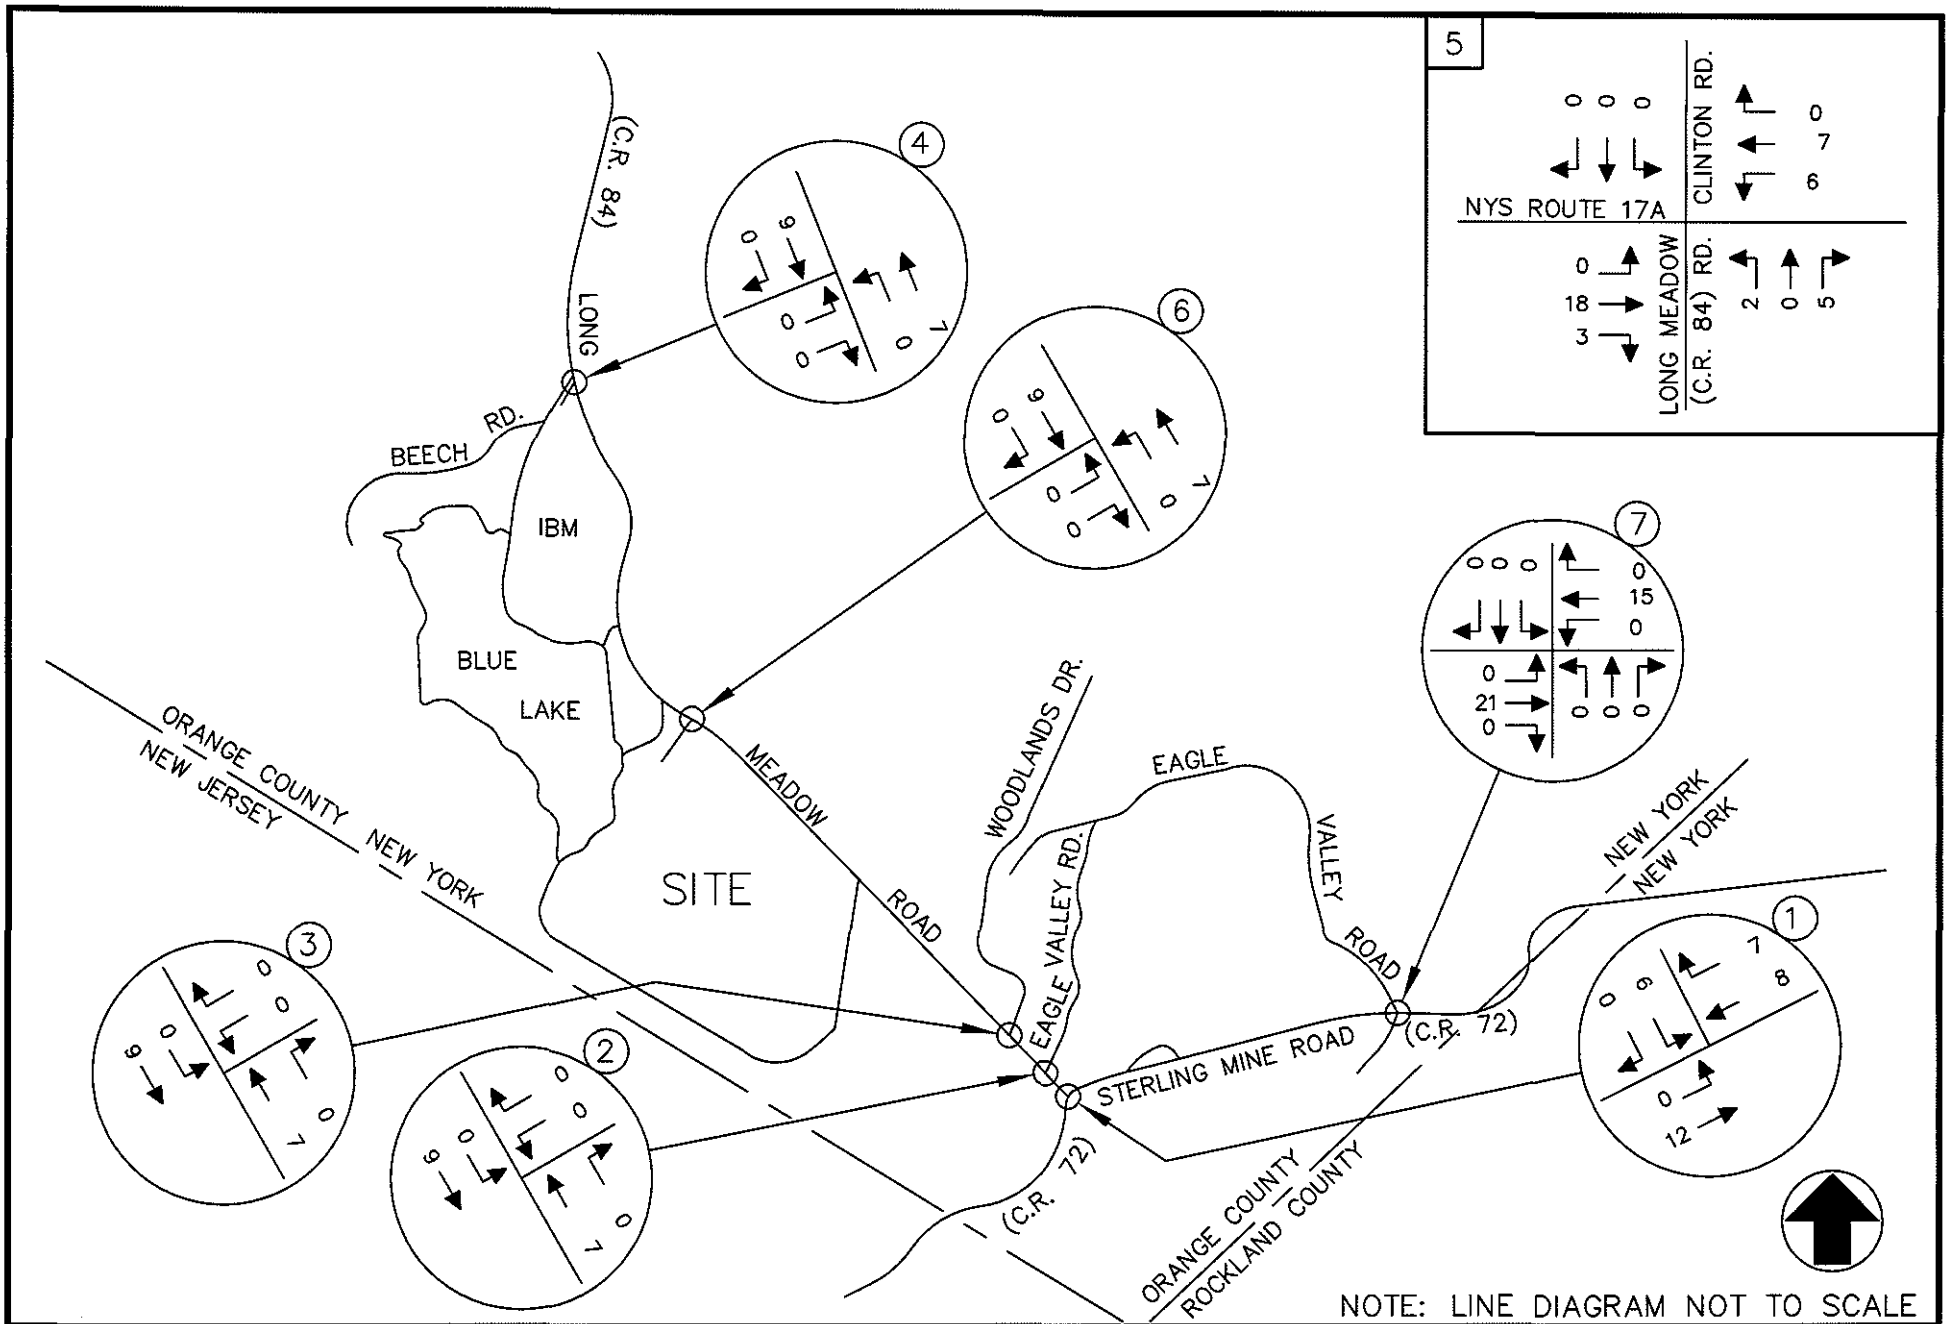 5
CLINTON RD.
0 0 0
0
7
6
NYS ROUTE 17A
LONG MEADOW
(C.R. 84) RD.
0
18
3
2 0 5
(C.R. 84)
LONG
MEADOW
ROAD
4
0 9
0
0
0 7
6
0 9
0
0
0 7
BEECH RD.
IBM
BLUE
LAKE
7
0 0 0
0
15
0
0
21
0
0 0 0
ORANGE COUNTY NEW YORK
NEW JERSEY
SITE
WOODLANDS DR.
EAGLE VALLEY RD.
EAGLE
VALLEY
ROAD
NEW YORK
NEW YORK
3
0
0
0
9
0
7
2
0
0
0
9
0
7
STERLING MINE ROAD
(C.R. 72)
(C.R. 72)
1
7
8
0 9
0
12
ORANGE COUNTY
ROCKLAND COUNTY
NOTE: LINE DIAGRAM NOT TO SCALE